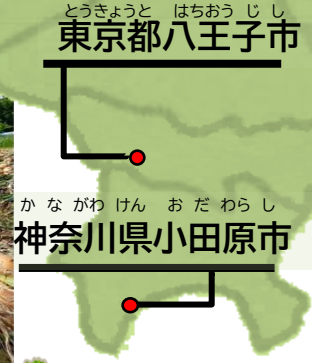 とうきょうと はちおうじし
東京都八王子市
かながわけん おだわらし
神奈川県小田原市